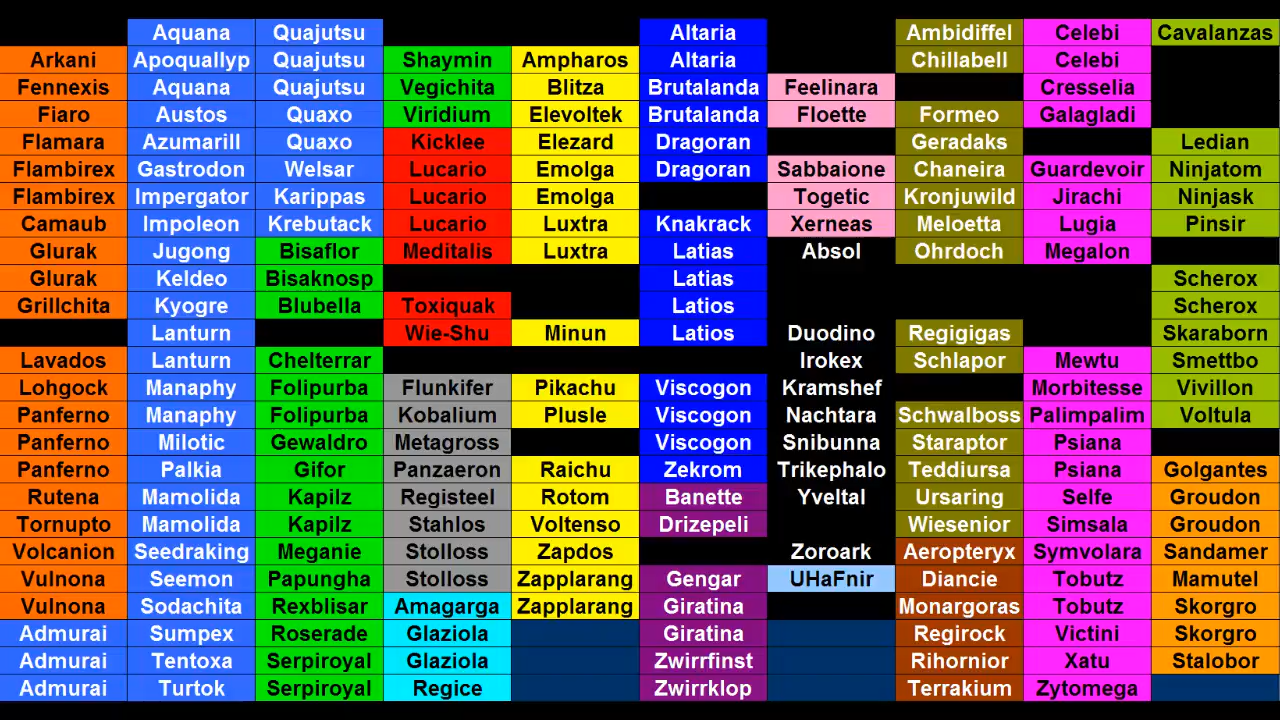 Aquana Quajutsu Altaria Ambidiffel Celebi Cavalanzas
Arkani Apoquallyp Quajutsu Shaymin Ampharos Altaria Chillabell Celebi
Fennexis Aquana Quajutsu Vegichita Blitza Brutalanda Feelinara Cresselia
Fiaro Austos Quaxo Viridium Elevoltek Brutalanda Floette Formeo Galagladi
Flamara Azumarill Quaxo Kicklee Elezard Dragoran Geradaks Ledian
Flambirex Gastrodon Welsar Lucario Emolga Dragoran Sabbaione Chaneira Guardevoir Ninjatom
Flambirex Impergator Karippas Lucario Emolga Togetic Kronjuwild Jirachi Ninjask
Camaub Impoleon Krebutack Lucario Luxtra Knakrack Xerneas Meloetta Lugia Pinsir
Glurak Jugong Bisaflor Meditalis Luxtra Latias Absol Ohrdoch Megalon
Glurak Keldeo Bisaknosp Latias Scherox
Grillchita Kyogre Blubella Toxiquak Latios Scherox
Lanturn Wie-Shu Minun Latios Duodino Regigigas Skaraborn
Lavados Lanturn Chelterrar Irokex Schlapor Mewtu Smettbo
Lohgock Manaphy Folipurba Flunkifer Pikachu Viscogon Kramshef Morbitesse Vivillon
Panferno Manaphy Folipurba Kobalium Plusle Viscogon Nachtara Schwalboss Palimpalim Voltula
Panferno Milotic Gewaldro Metagross Viscogon Snibunna Staraptor Psiana
Panferno Palkia Gifor Panzaeron Raichu Zekrom Trikephalo Teddiursa Psiana Golgantes
Rutena Mamolida Kapilz Registeel Rotom Banette Yveltal Ursaring Selfe Groudon
Tornupto Mamolida Kapilz Stahlos Voltenso Drizepeli Wiesenior Simsala Groudon
Volcanion Seedraking Meganie Stolloss Zapdos Zoroark Aeropteryx Symvolara Sandamer
Vulnona Seemon Papungha Stolloss Zapplarang Gengar UHaFnir Diancie Tobutz Mamutel
Vulnona Sodachita Rexblisar Amagarga Zapplarang Giratina Monargoras Tobutz Skorgro
Admurai Sumpex Roserade Glaziola Giratina Regirock Victini Skorgro
Admurai Tentoxa Serpiroyal Glaziola Zwirrfinst Rihornior Xatu Stalobor
Admurai Turtok Serpiroyal Regice Zwirrklop Terrakium Zytomega